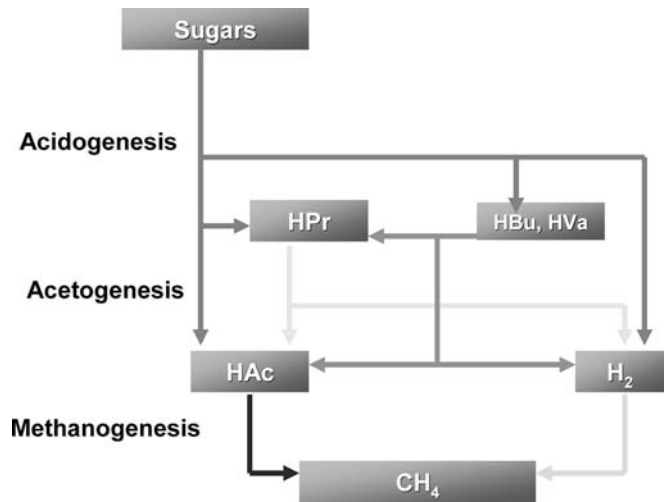 Sugars
Acidogenesis
HPr
HBu, HVa
Acetogenesis
HAc
H₂
Methanogenesis
CH₄